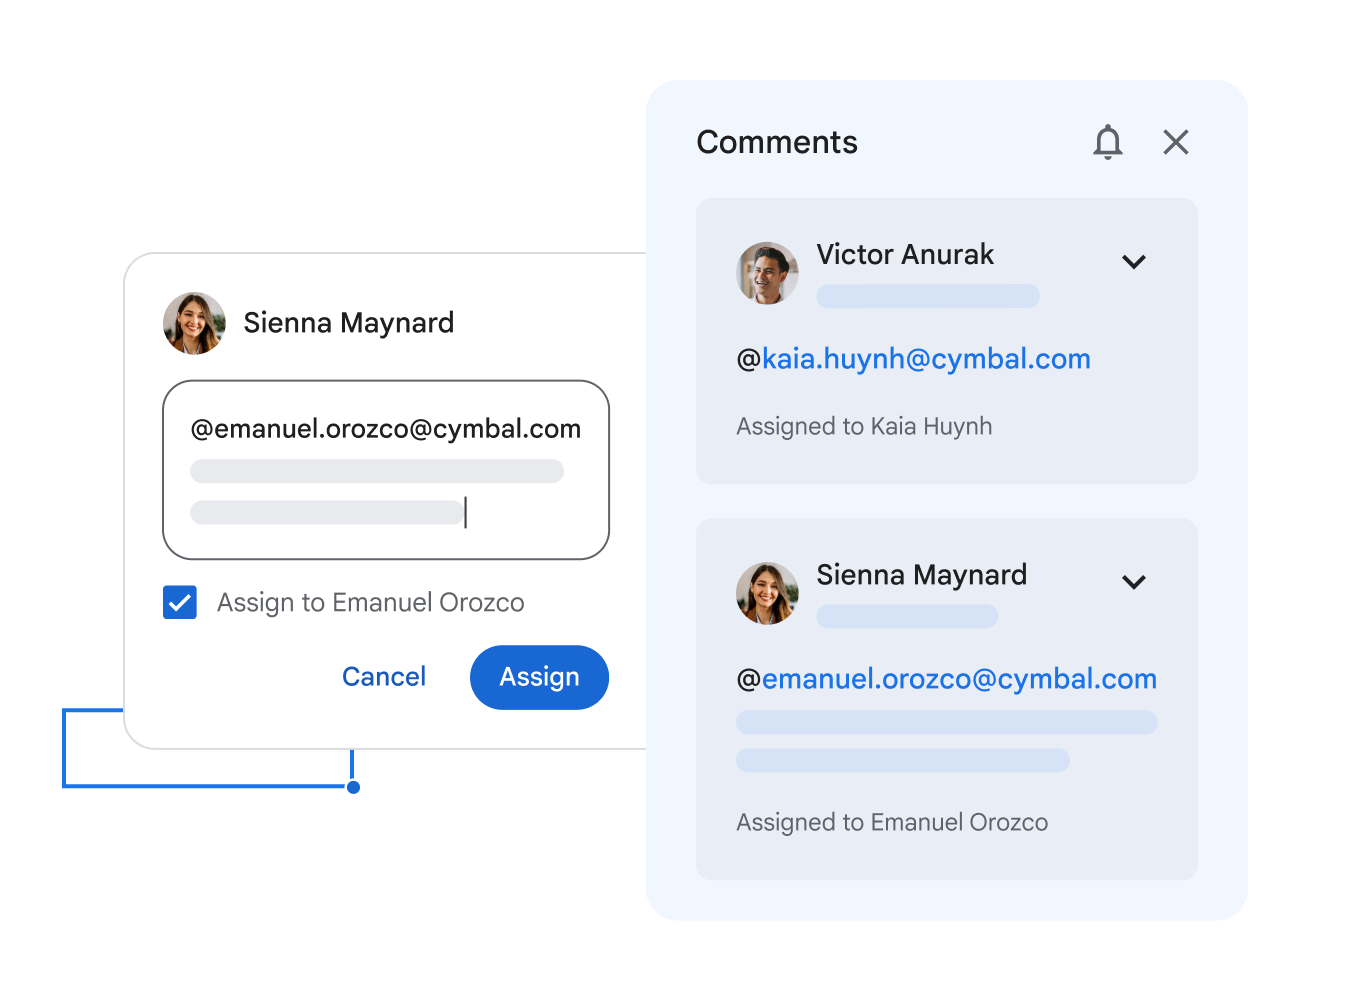 Sienna Maynard
@emanuel.orozco@cymbal.com
Assign to Emanuel Orozco
Cancel
Assign
Comments
Victor Anurak
@kaia.huynh@cymbal.com
Assigned to Kaia Huynh
Sienna Maynard
@emanuel.orozco@cymbal.com
Assigned to Emanuel Orozco